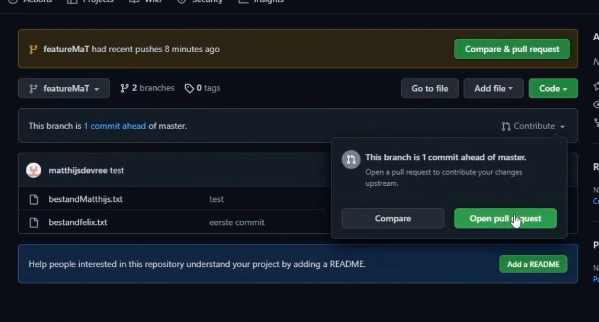 Actions Projects Wiki Security Insights
featureMaT had recent pushes 8 minutes ago
Compare & pull request
featureMaT
2 branches
0 tags
Go to file
Add file
Code
This branch is 1 commit ahead of master.
Contribute
This branch is 1 commit ahead of master.
Open a pull request to contribute your changes
upstream.
Compare
Open pull request
matthijsdevree test
bestandMatthijs.txt
test
bestandfelix.txt
eerste commit
Help people interested in this repository understand your project by adding a README.
Add a README